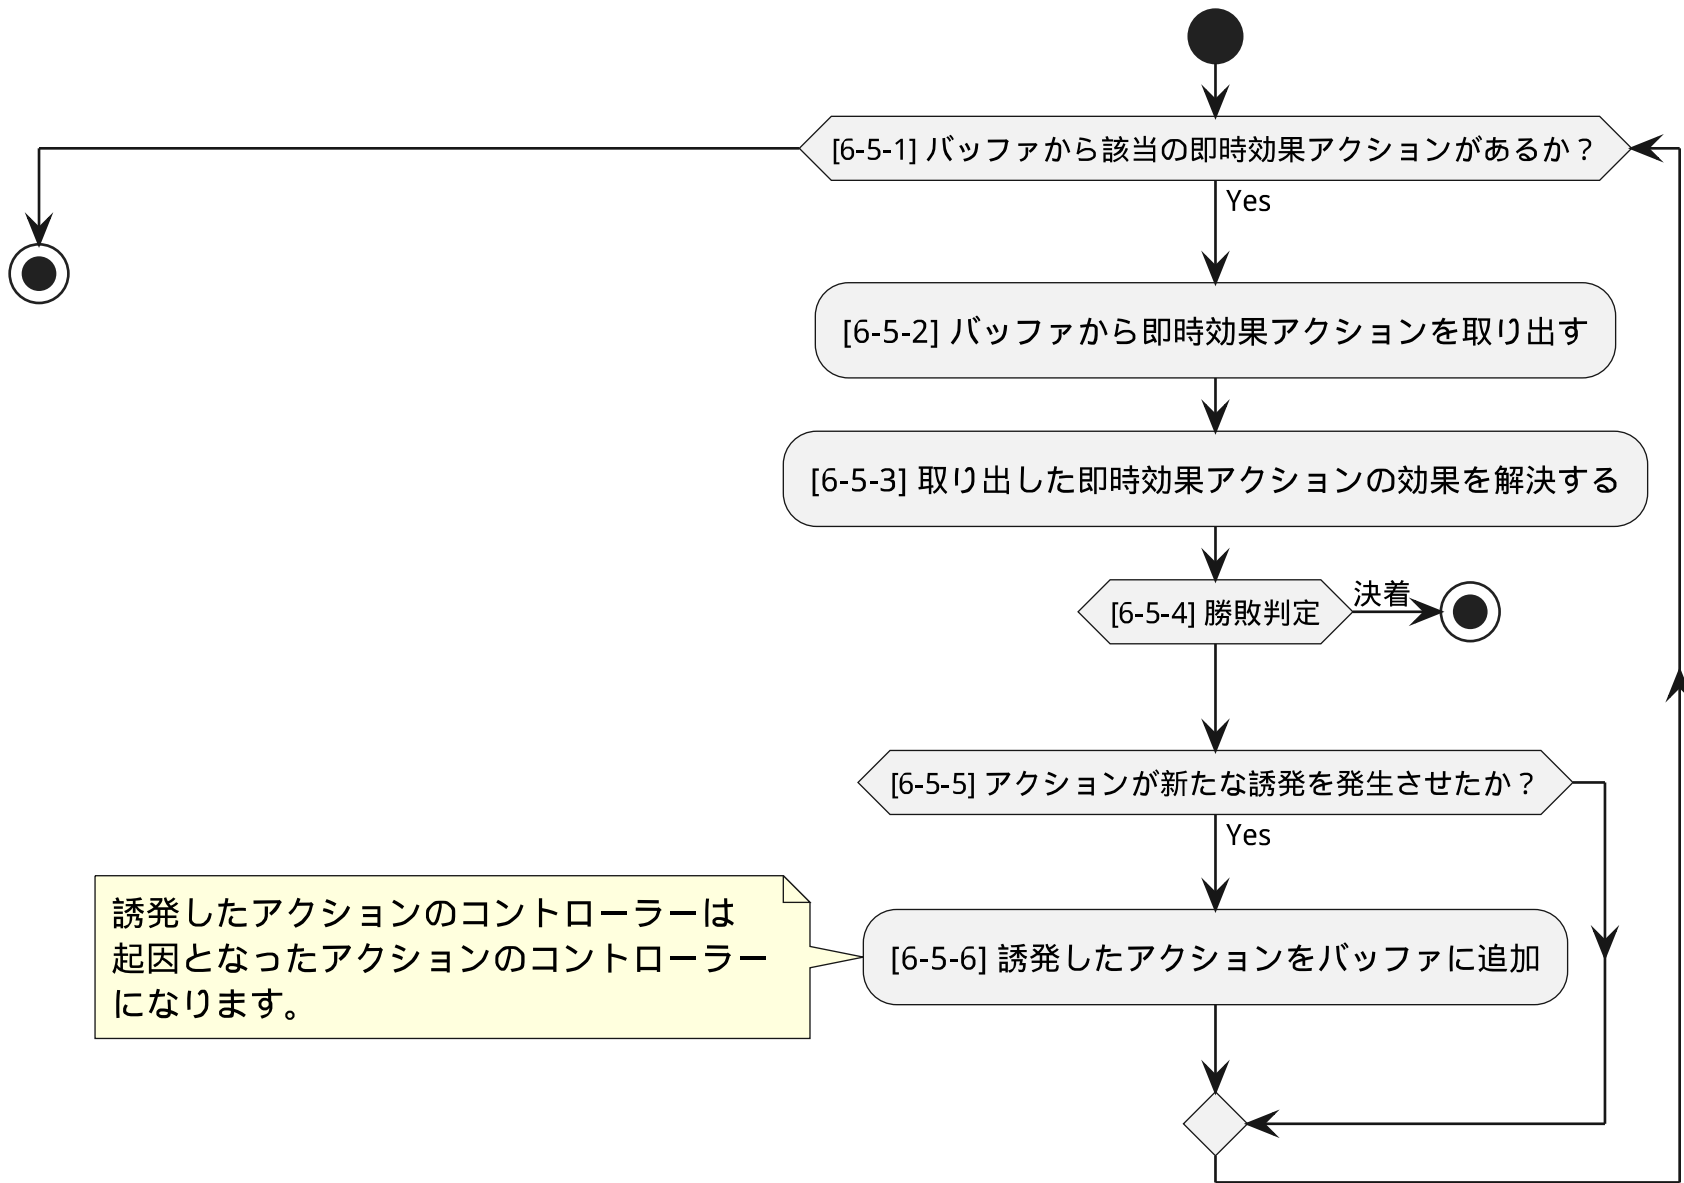 [6-5-1] バッファから該当の即時効果アクションがあるか？
Yes
[6-5-2] バッファから即時効果アクションを取り出す
[6-5-3] 取り出した即時効果アクションの効果を解決する
[6-5-4] 勝敗判定
決着
[6-5-5] アクションが新たな誘発を発生させたか？
Yes
誘発したアクションのコントローラーは
起因となったアクションのコントローラー
になります。
[6-5-6] 誘発したアクションをバッファに追加